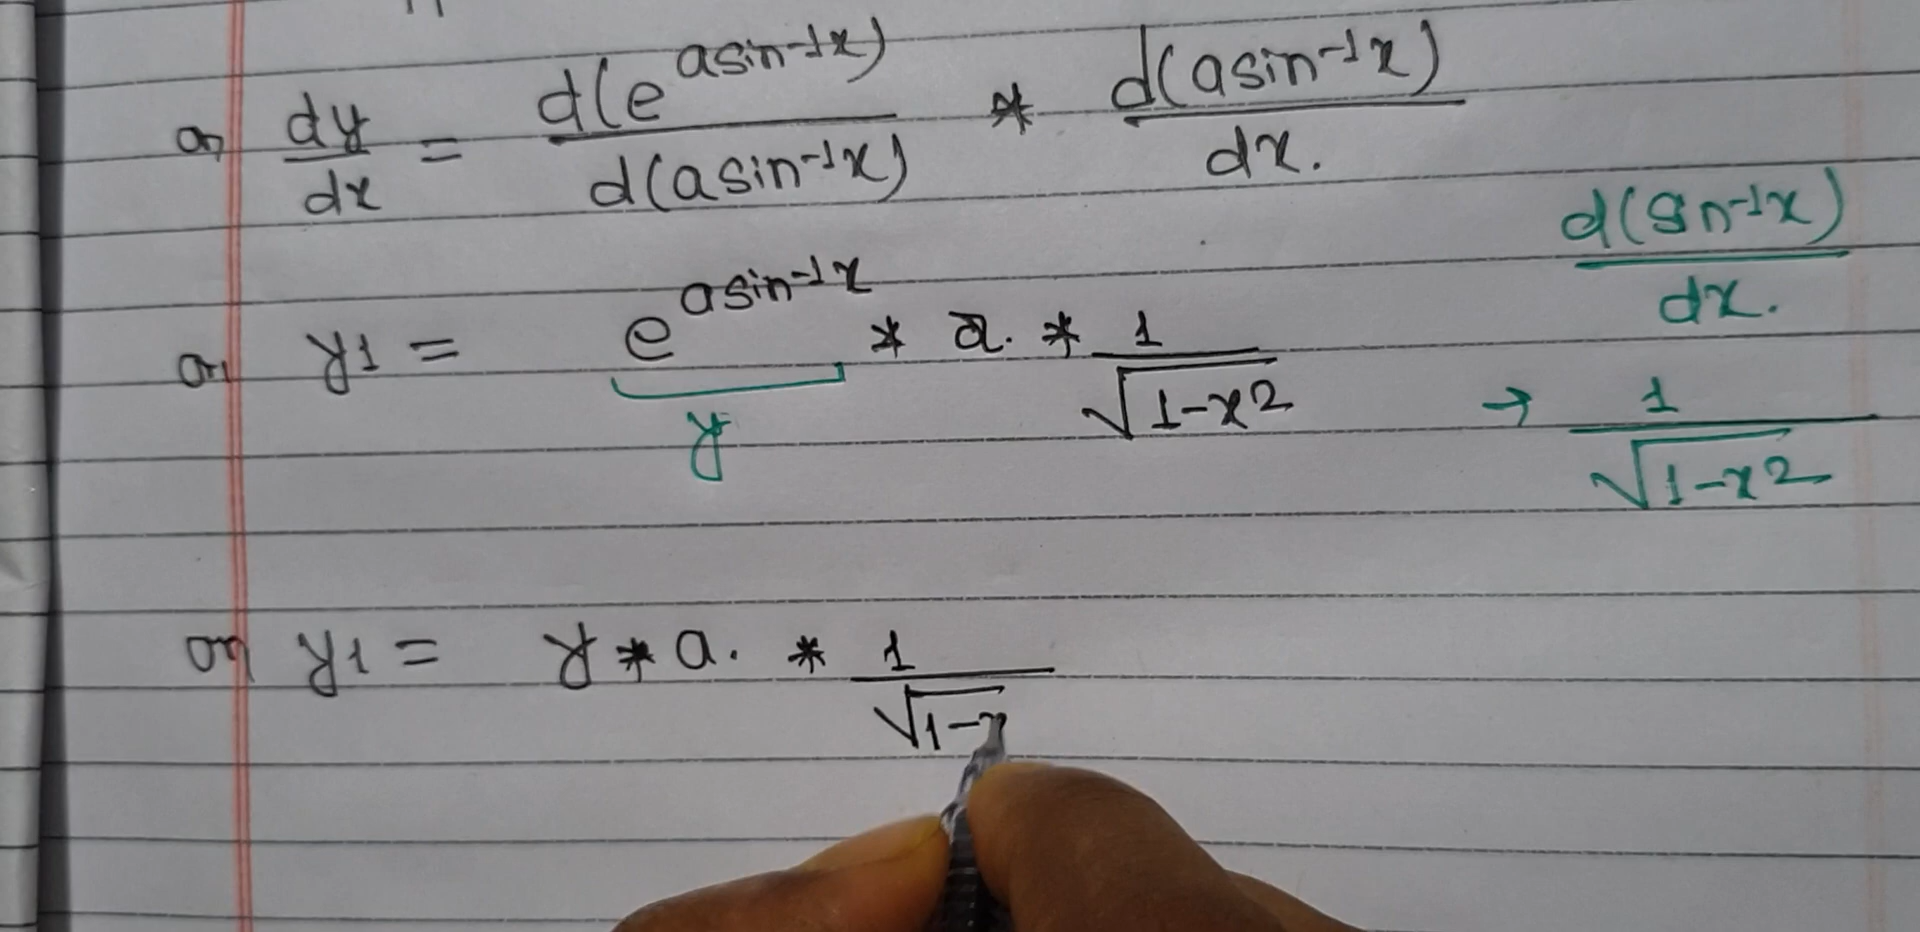 or dy/dx = d(e^asin-1x)/d(asin-1x) * d(asin-1x)/dx.
d(sin-1x)/dx.
or y1 = e^asin-1x * a. * 1/√1-x2
y
→ 1/√1-x2
or y1 = y * a. * 1/√1-x